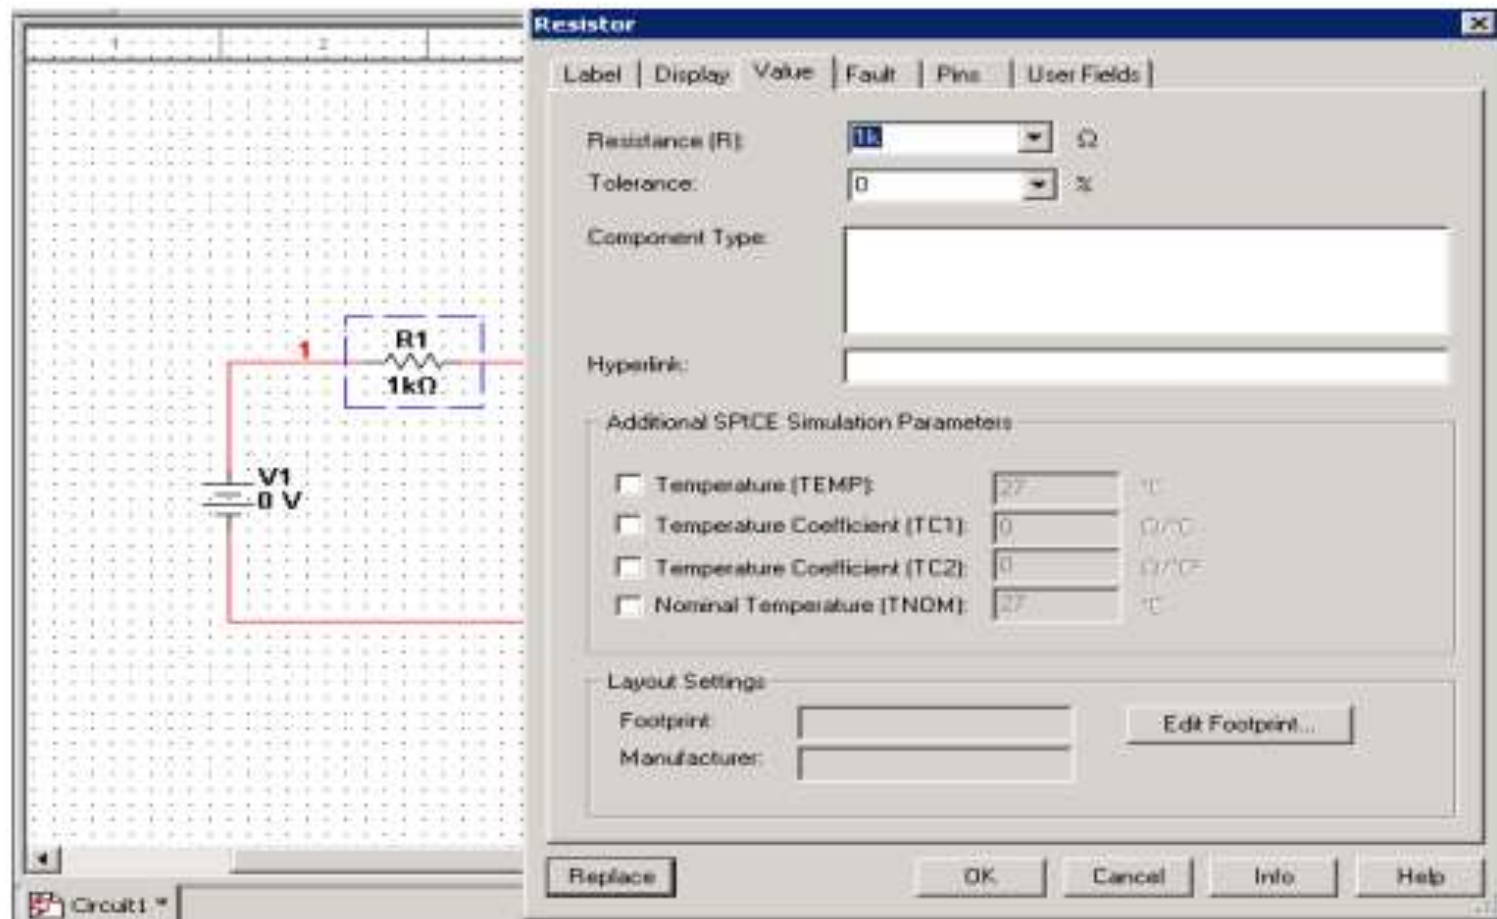 Resistor
1 2
Label Display Value Fault Pins User Fields
Resistance (R): 1k Ω
Tolerance: 0 %
Component Type:
Hyperlink:
Additional SPICE Simulation Parameters
Temperature (TEMP): 27 °C
Temperature Coefficient (TC1): 0 Ω/°C
Temperature Coefficient (TC2): 0
Nominal Temperature (TNOM): 27 °C
Layout Settings
Footprint
Edit Footprint...
Manufacturer:
Replace OK Cancel Info Help
1
R1
1kΩ
V1
0 V
Circuit1 *